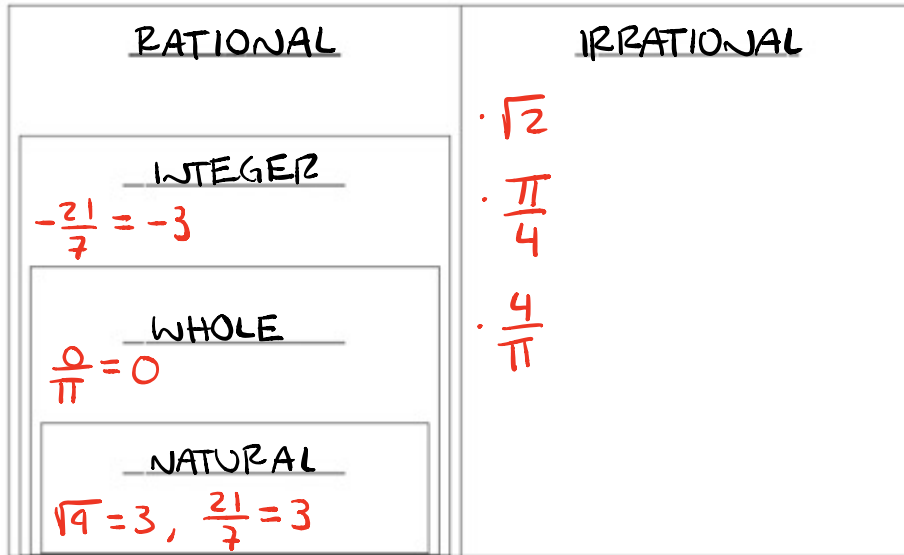 RATIONAL
INTEGER
-21/7 = -3
WHOLE
0/π = 0
NATURAL
√9 = 3, 21/7 = 3
IRRATIONAL
· √2
· π/4
· 4/π